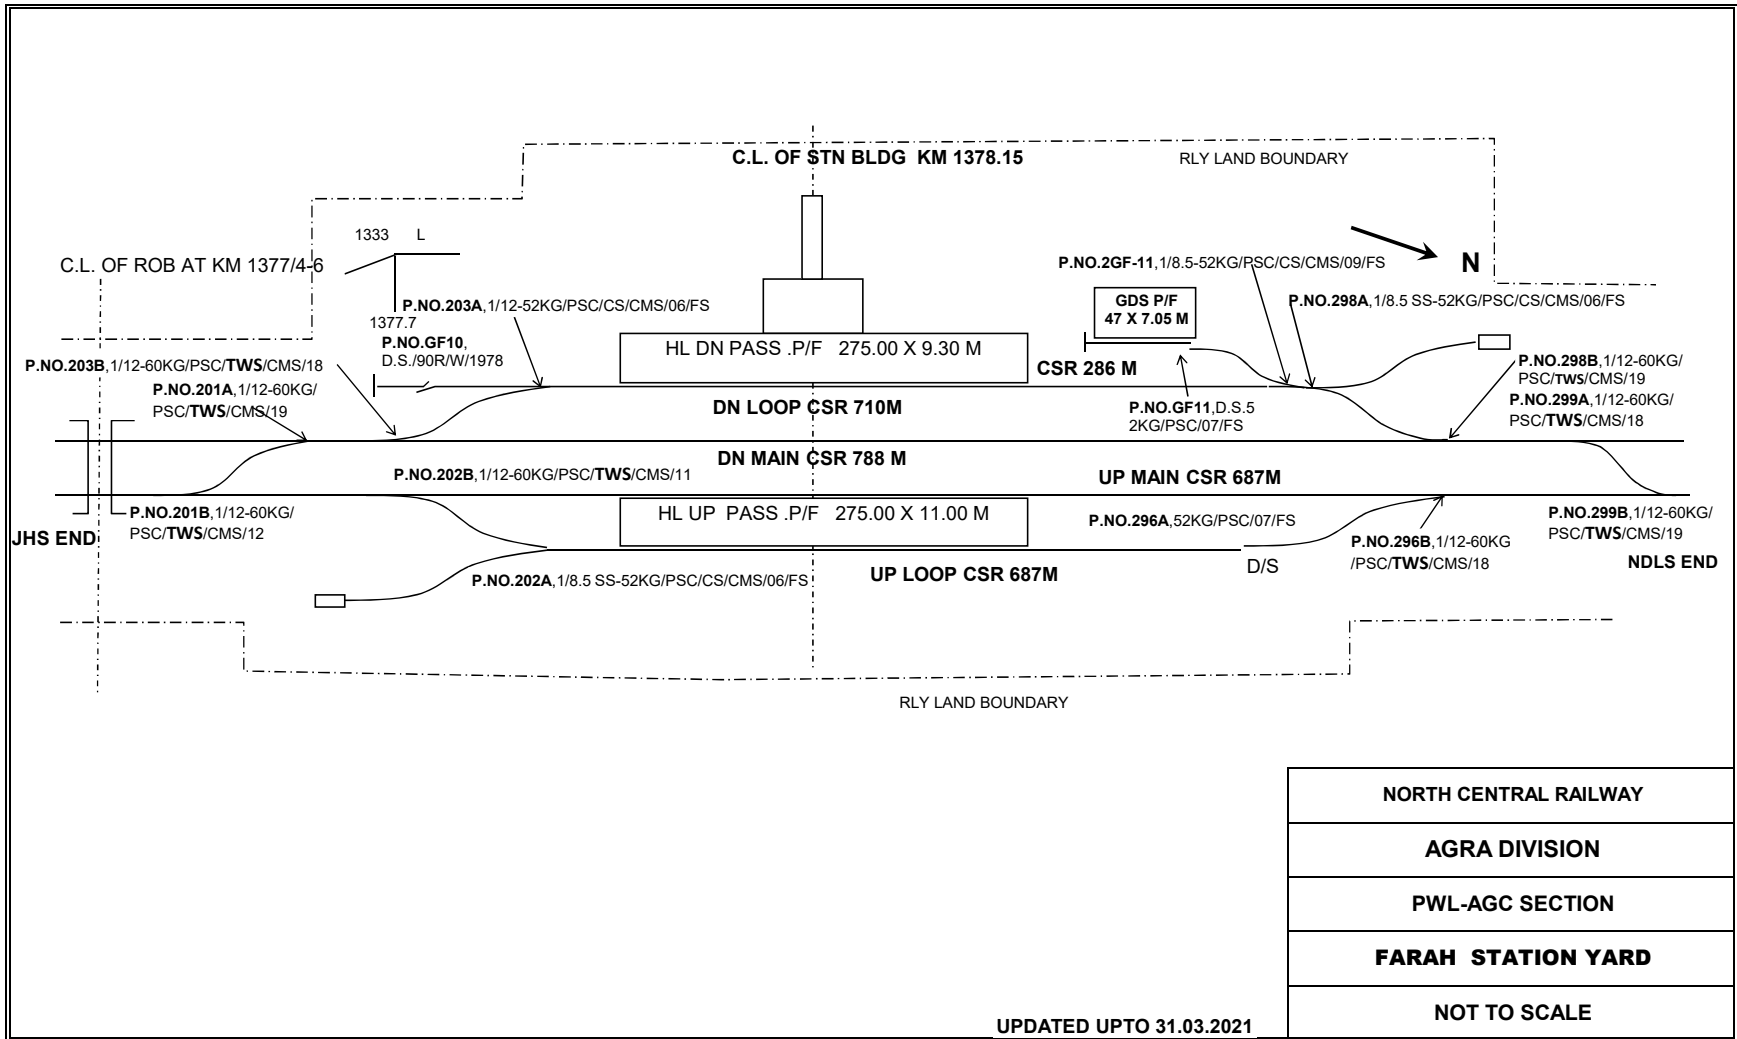 C.L. OF STN BLDG KM 1378.15
RLY LAND BOUNDARY
1333 L
C.L. OF ROB AT KM 1377/4-6
N
P.NO.2GF-11,1/8.5-52KG/PSC/CS/CMS/09/FS
P.NO.203A,1/12-52KG/PSC/CS/CMS/06/FS
GDS P/F
47 X 7.05 M
P.NO.298A,1/8.5 SS-52KG/PSC/CS/CMS/06/FS
1377.7
P.NO.GF10,
D.S./90R/W/1978
HL DN PASS .P/F 275.00 X 9.30 M
CSR 286 M
P.NO.203B,1/12-60KG/PSC/TWS/CMS/18
P.NO.201A,1/12-60KG/
PSC/TWS/CMS/19
P.NO.298B,1/12-60KG/
PSC/TWS/CMS/19
P.NO.299A,1/12-60KG/
PSC/TWS/CMS/18
DN LOOP CSR 710M
P.NO.GF11,D.S.5
2KG/PSC/07/FS
DN MAIN CSR 788 M
P.NO.202B,1/12-60KG/PSC/TWS/CMS/11
UP MAIN CSR 687M
P.NO.201B,1/12-60KG/
PSC/TWS/CMS/12
JHS END
HL UP PASS .P/F 275.00 X 11.00 M
P.NO.296A,52KG/PSC/07/FS
P.NO.296B,1/12-60KG
/PSC/TWS/CMS/18
P.NO.299B,1/12-60KG/
PSC/TWS/CMS/19
NDLS END
D/S
UP LOOP CSR 687M
P.NO.202A,1/8.5 SS-52KG/PSC/CS/CMS/06/FS
RLY LAND BOUNDARY
NORTH CENTRAL RAILWAY
AGRA DIVISION
PWL-AGC SECTION
FARAH STATION YARD
NOT TO SCALE
UPDATED UPTO 31.03.2021